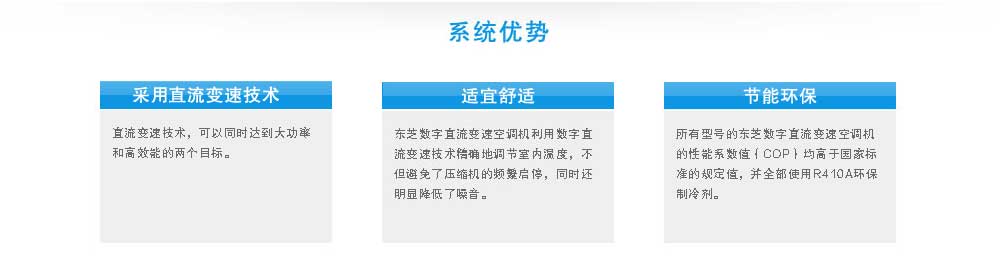 系统优势
采用直流变速技术
直流变速技术，可以同时达到大功率
和高效能的两个目标。
适宜舒适
东芝数字直流变速空调机利用数字直
流变速技术精确地调节室内温度，不
但避免了压缩机的频繁启停，同时还
明显降低了噪音。
节能环保
所有型号的东芝数字直流变速空调机
的性能系数值｛COP｝均高于国家标
准的规定值，并全部使用R410A环保
制冷剂。